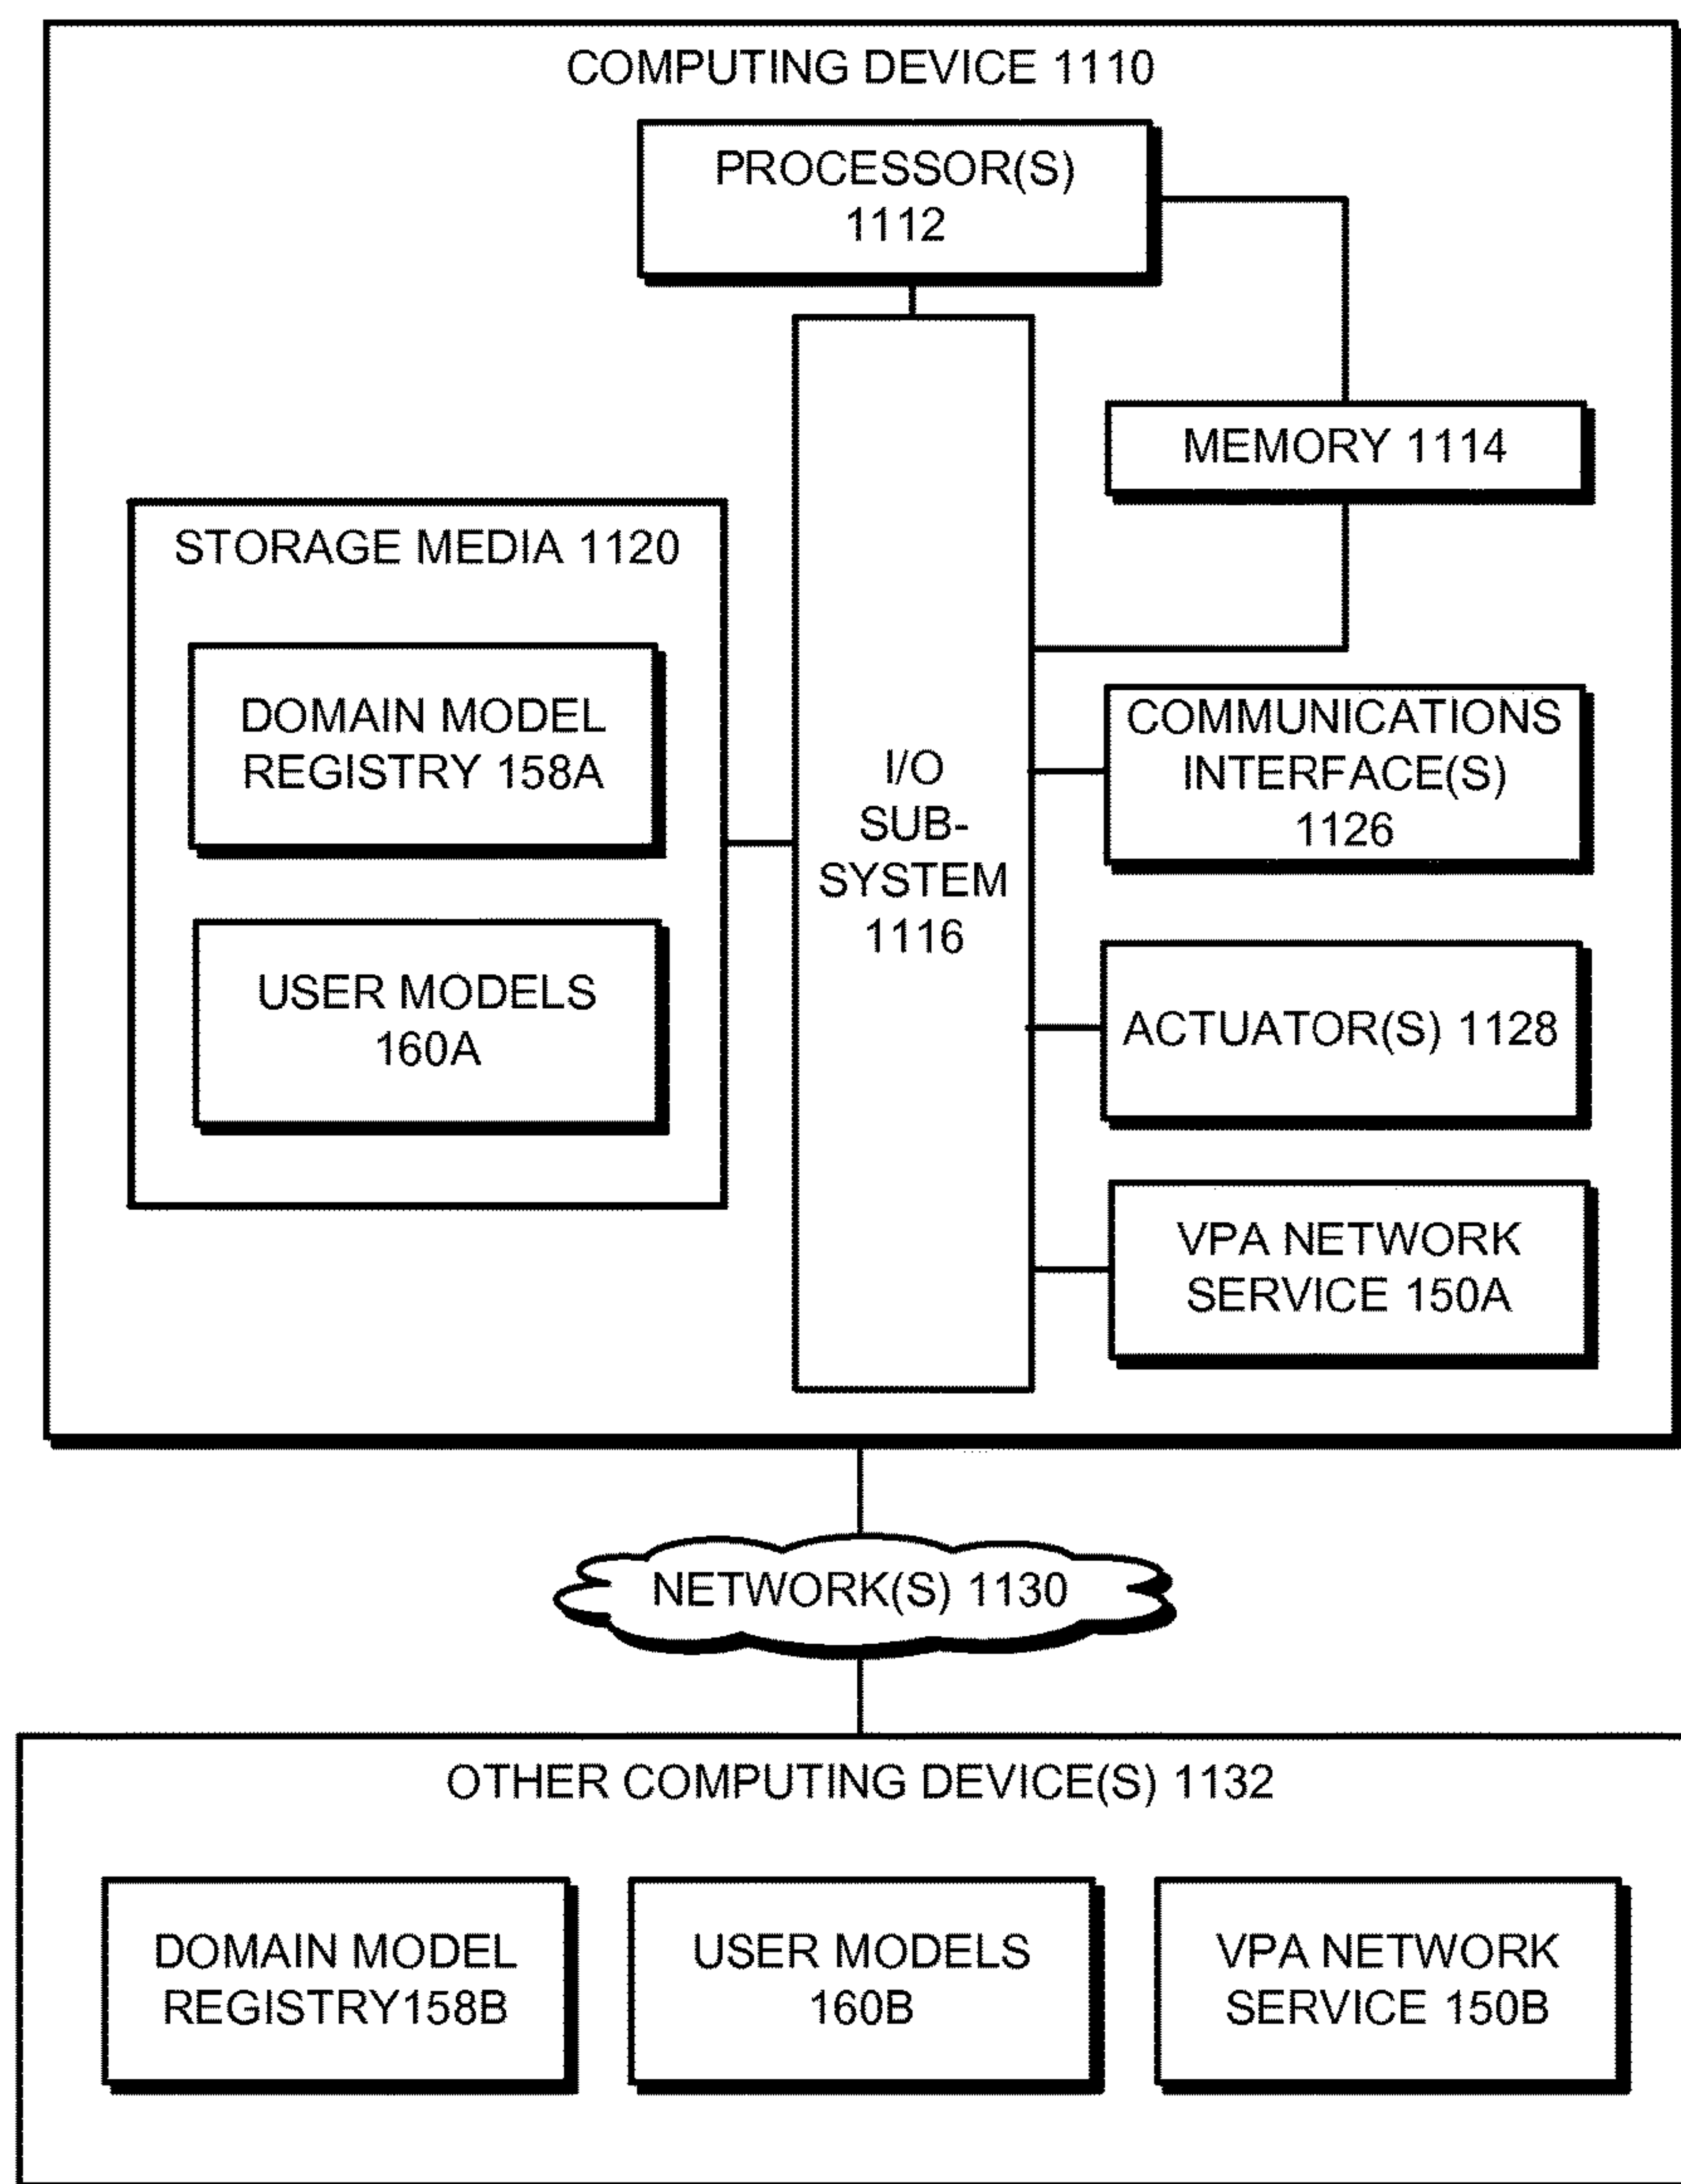 COMPUTING DEVICE 1110
PROCESSOR(S)
1112
MEMORY 1114
STORAGE MEDIA 1120
DOMAIN MODEL
REGISTRY 158A
USER MODELS
160A
I/O
SUB-
SYSTEM
1116
COMMUNICATIONS
INTERFACE(S)
1126
ACTUATOR(S) 1128
VPA NETWORK
SERVICE 150A
NETWORK(S) 1130
OTHER COMPUTING DEVICE(S) 1132
DOMAIN MODEL
REGISTRY158B
USER MODELS
160B
VPA NETWORK
SERVICE 150B